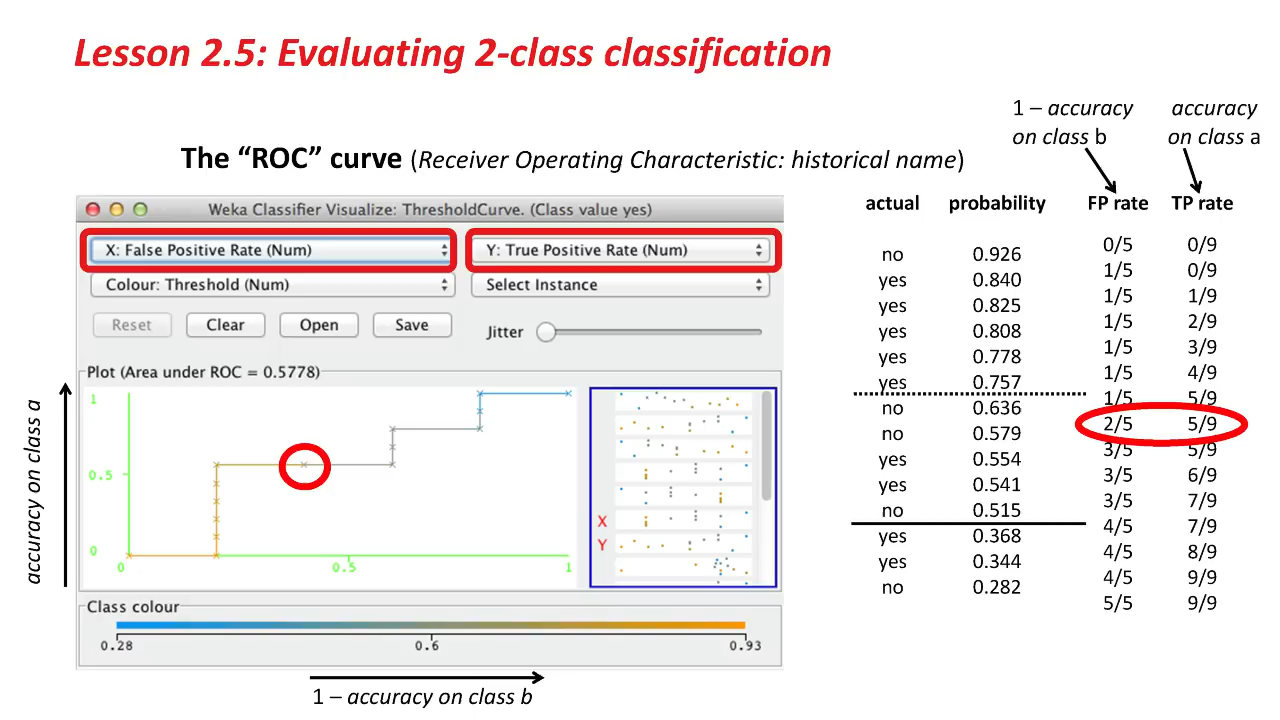 Lesson 2.5: Evaluating 2-class classification
1 – accuracy
on class b
accuracy
on class a
The “ROC” curve (Receiver Operating Characteristic: historical name)
Weka Classifier Visualize: ThresholdCurve. (Class value yes)
X: False Positive Rate (Num)
Y: True Positive Rate (Num)
Colour: Threshold (Num)
Select Instance
Reset
Clear
Open
Save
Jitter
Plot (Area under ROC = 0.5778)
1
0.5
0
0
0.5
1
X
Y
accuracy on class a
Class colour
0.28
0.6
0.93
1 – accuracy on class b
actual probability FP rate TP rate
0/5 0/9
no 0.926
1/5 0/9
yes 0.840
1/5 1/9
yes 0.825
1/5 2/9
yes 0.808
1/5 3/9
yes 0.778
1/5 4/9
yes 0.757
1/5 5/9
no 0.636
2/5 5/9
no 0.579
3/5 5/9
yes 0.554
3/5 6/9
yes 0.541
3/5 7/9
no 0.515
4/5 7/9
yes 0.368
4/5 8/9
yes 0.344
4/5 9/9
no 0.282
5/5 9/9